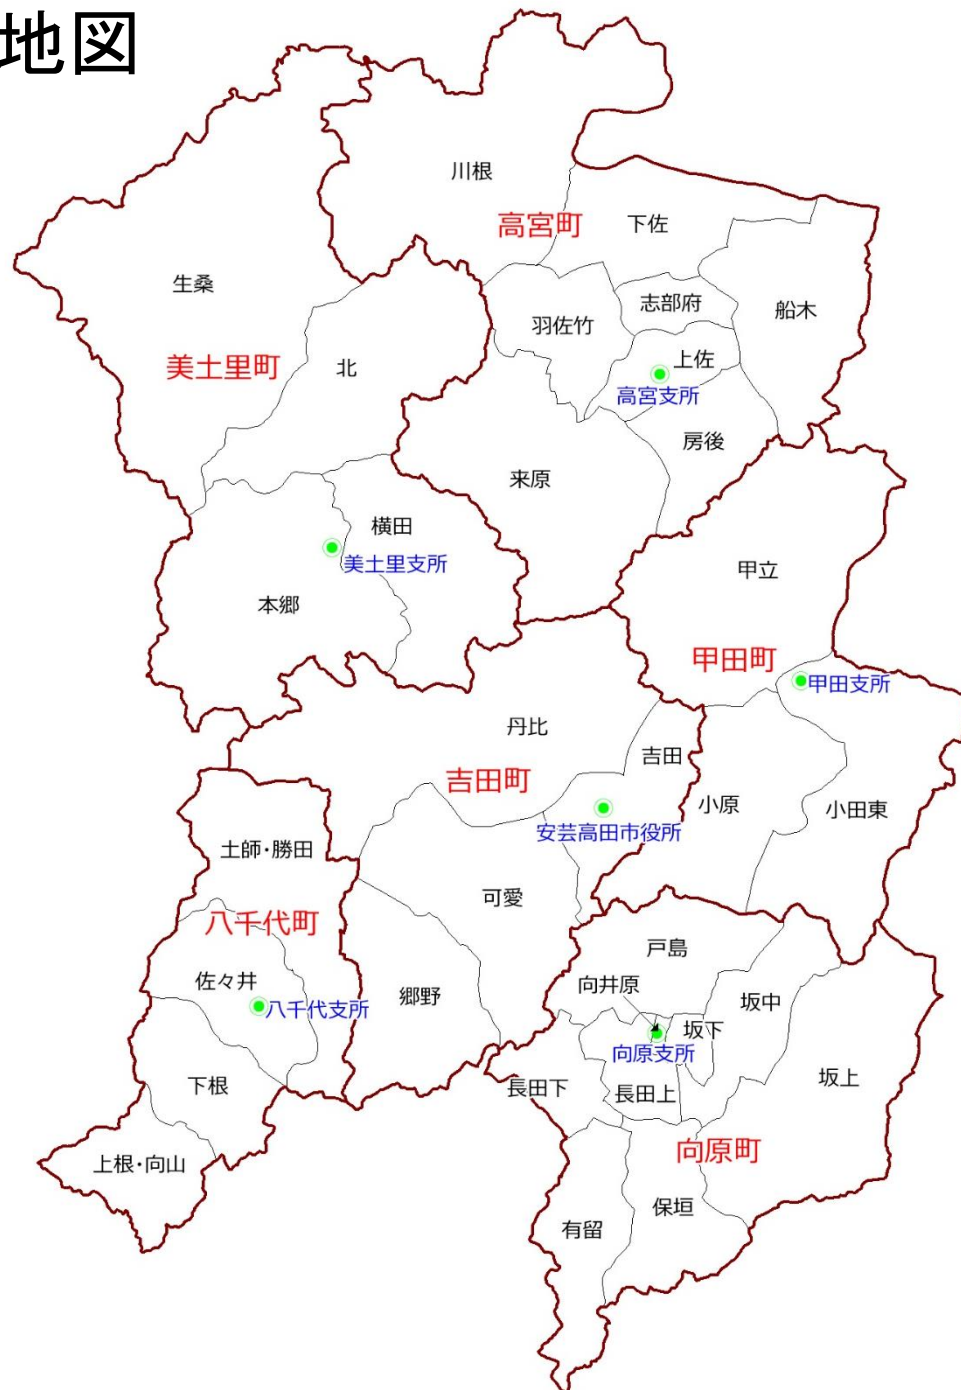 地図
川根
高宮町
下佐
生桑
志部府
船木
羽佐竹
美土里町
北
上佐
高宮支所
房後
来原
横田
美土里支所
甲立
本郷
甲田町
甲田支所
丹比
吉田
吉田町
小原
小田東
安芸高田市役所
土師・勝田
可愛
八千代町
戸島
佐々井
向井原
郷野
坂中
八千代支所
坂下
向原支所
坂上
下根
長田下
長田上
向原町
上根・向山
保垣
有留